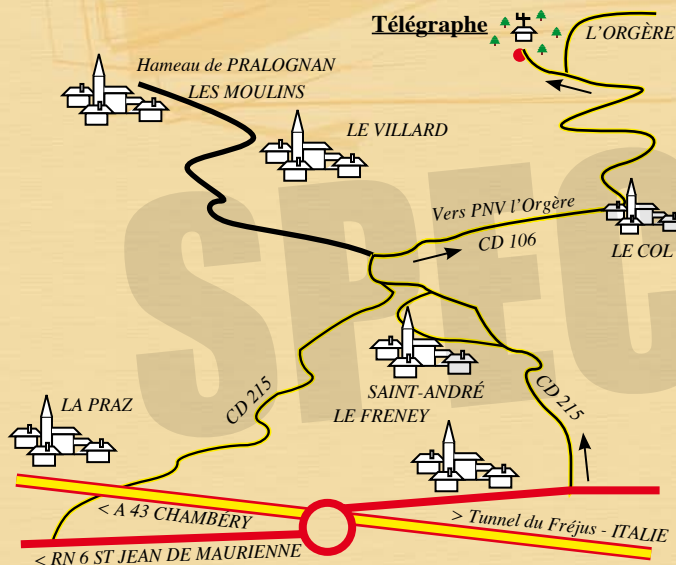 Télégraphe
L'ORGÈRE
Hameau de PRALOGNAN
LES MOULINS
LE VILLARD
Vers PNV l'Orgère
CD 106
LE COL
SPEC
SAINT-ANDRÉ
LE FRENEY
CD 215
CD 215
LA PRAZ
< A 43 CHAMBÉRY
> Tunnel du Fréjus - ITALIE
< RN 6 ST JEAN DE MAURIENNE